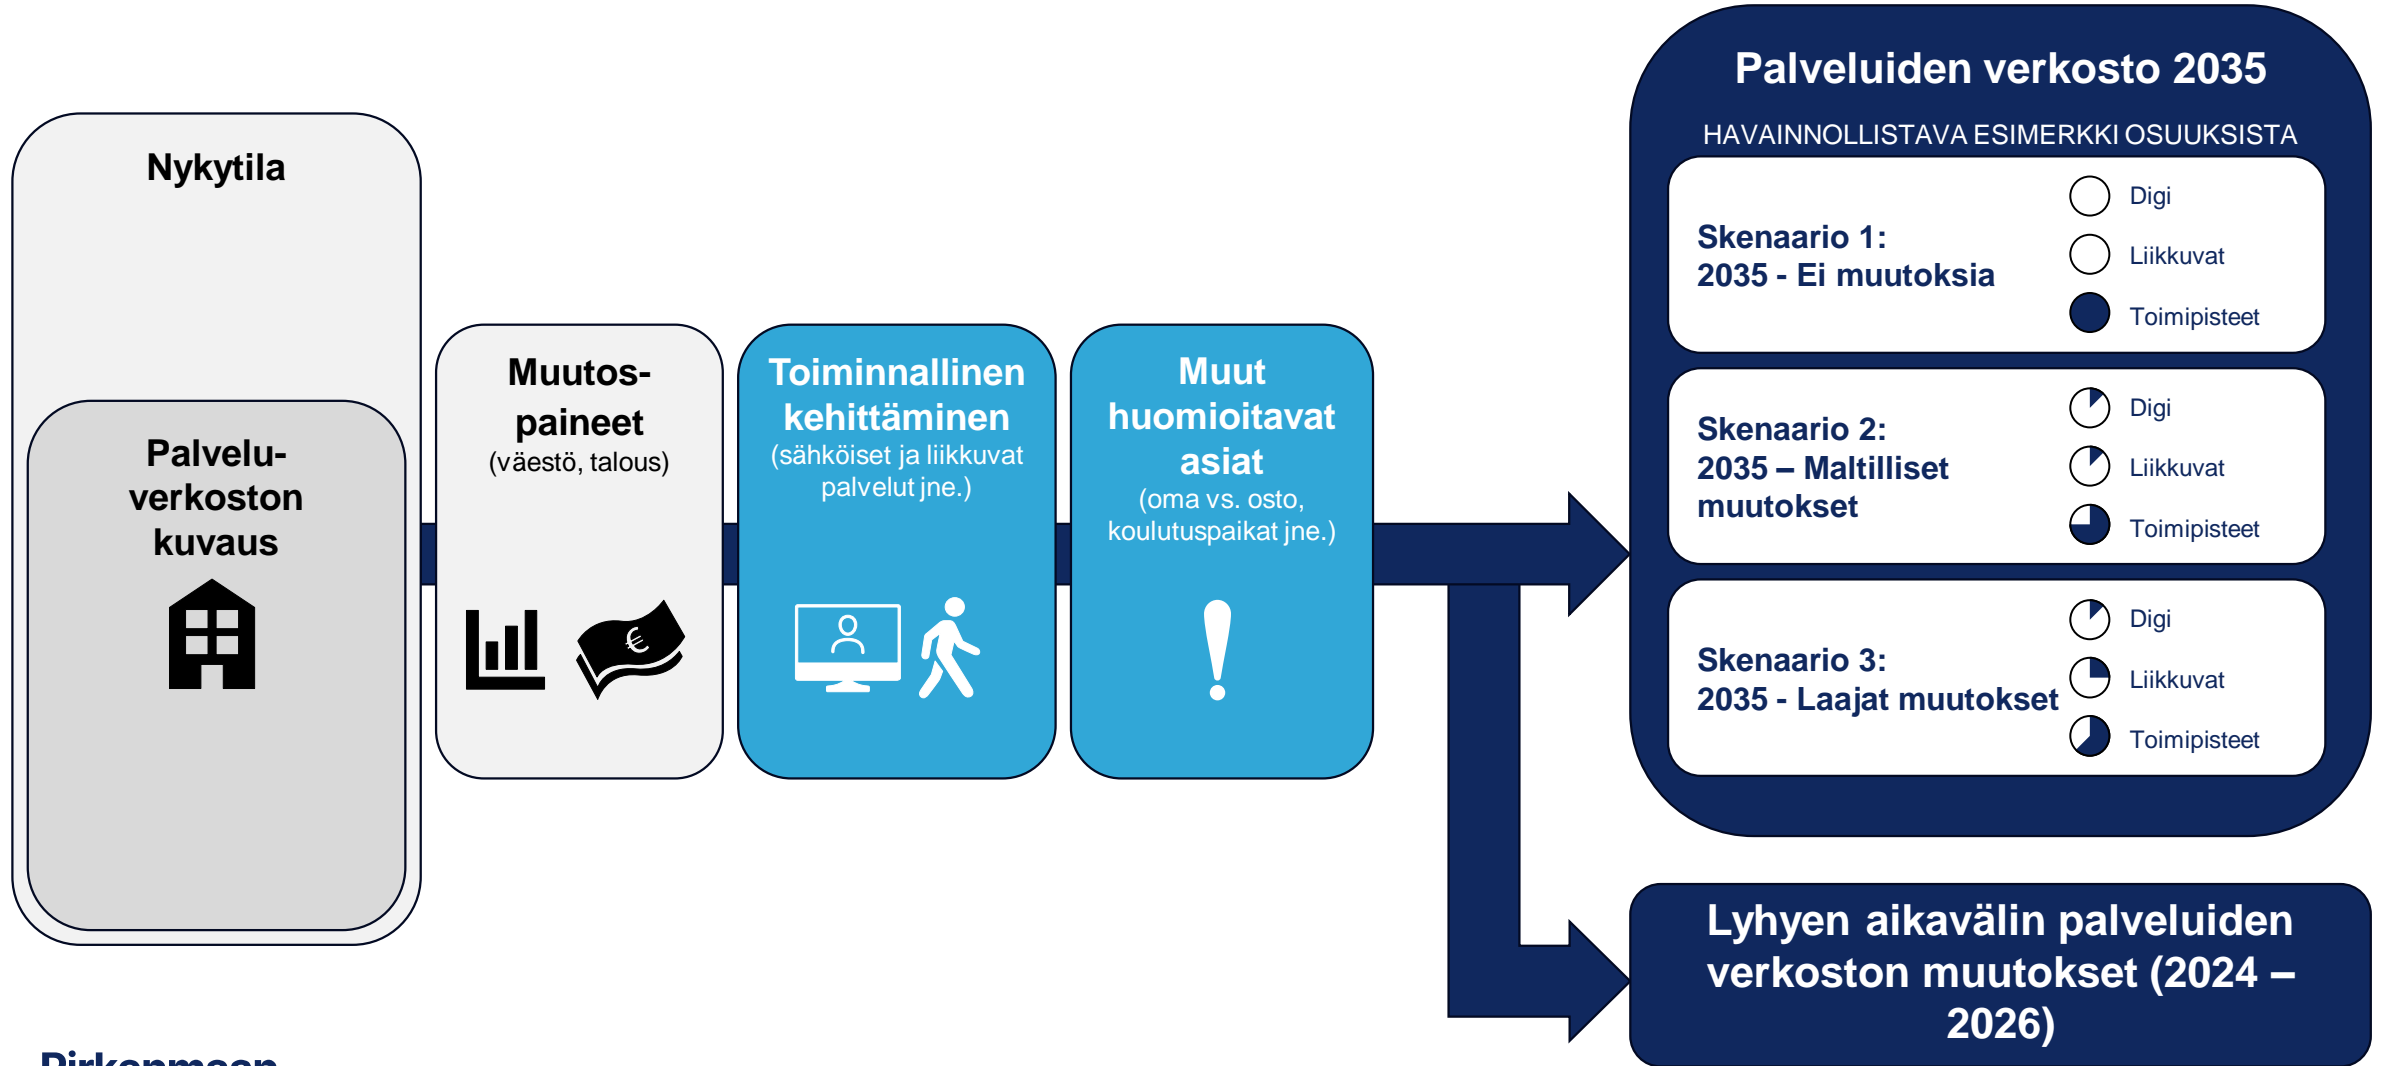 Nykytila
Palvelu-
verkoston
kuvaus
Muutos-
paineet
(väestö, talous)
Toiminnallinen
kehittäminen
(sähköiset ja liikkuvat
palvelut jne.)
Muut
huomioitavat
asiat
(oma vs. osto,
koulutuspaikat jne.)
Palveluiden verkosto 2035
HAVAINNOLLISTAVA ESIMERKKI OSUUKSISTA
Skenaario 1:
2035 - Ei muutoksia
Digi
Liikkuvat
Toimipisteet
Skenaario 2:
2035 – Maltilliset
muutokset
Digi
Liikkuvat
Toimipisteet
Skenaario 3:
2035 - Laajat muutokset
Digi
Liikkuvat
Toimipisteet
Lyhyen aikavälin palveluiden
verkoston muutokset (2024 –
2026)
Pirkanmaan